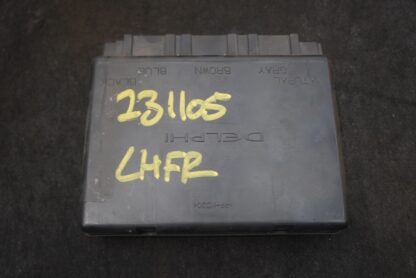 BLACK BLUE BROWN GRAY NATURAL
231105
DELPHI
LHFR